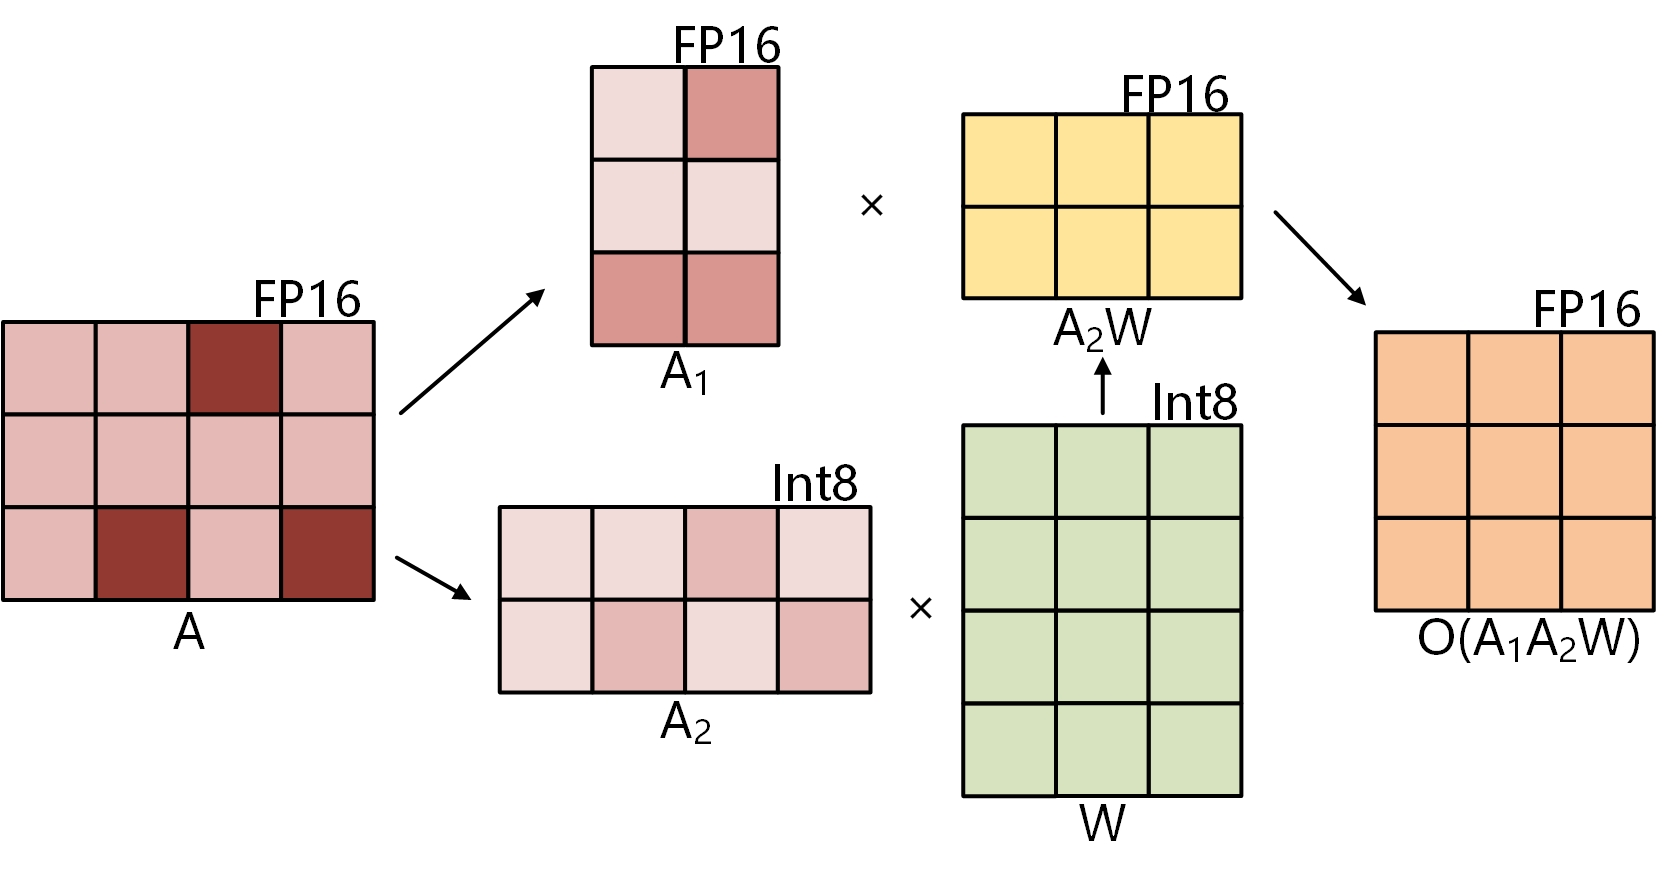 FP16
A
FP16
A₁
Int8
A₂
×
×
FP16
A₂W
Int8
W
FP16
O(A₁A₂W)